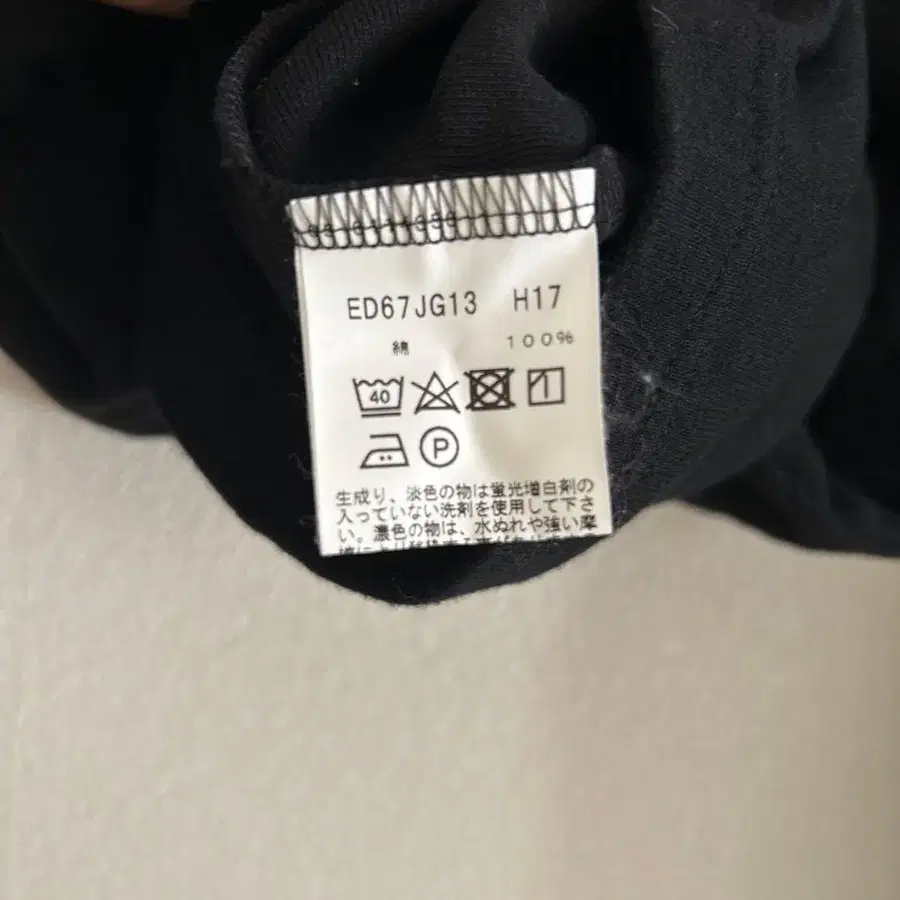 ED67JG13 H17
綿 100%
40
P
生成り、淡色の物は蛍光増白剤の
入っていない洗剤を使用して下さ
い。濃色の物は、水ぬれや強い摩